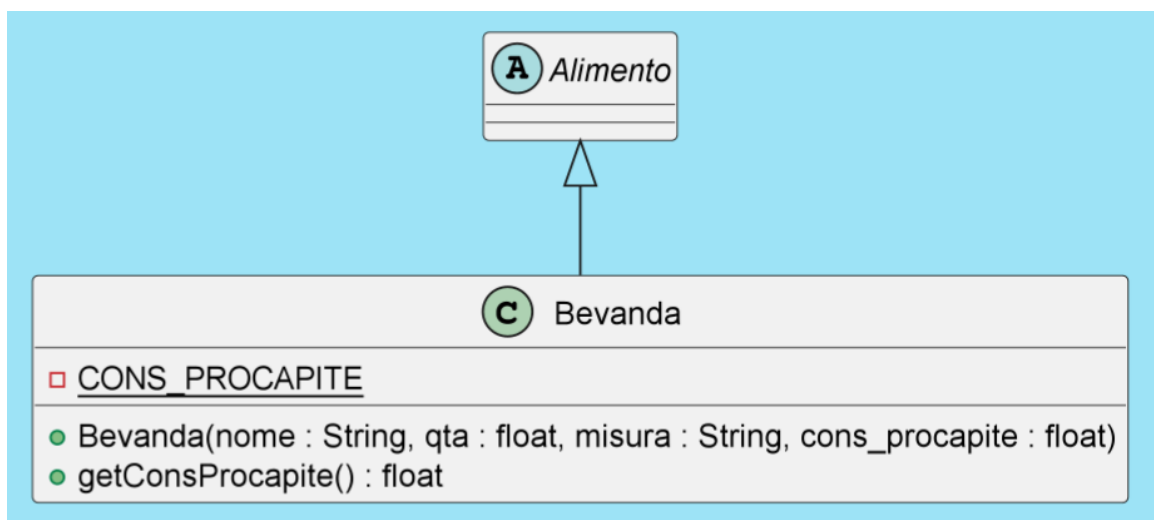 A Alimento
C Bevanda
CONS_PROCAPITE
Bevanda(nome : String, qta : float, misura : String, cons_procapite : float)
getConsProcapite() : float